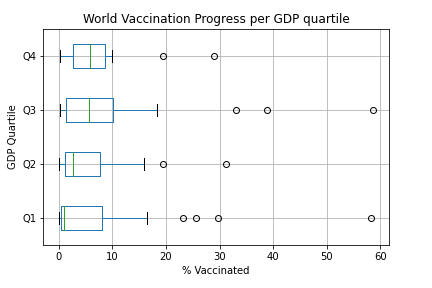 World Vaccination Progress per GDP quartile
Q4
Q3
Q2
Q1
GDP Quartile
0 10 20 30 40 50 60
% Vaccinated